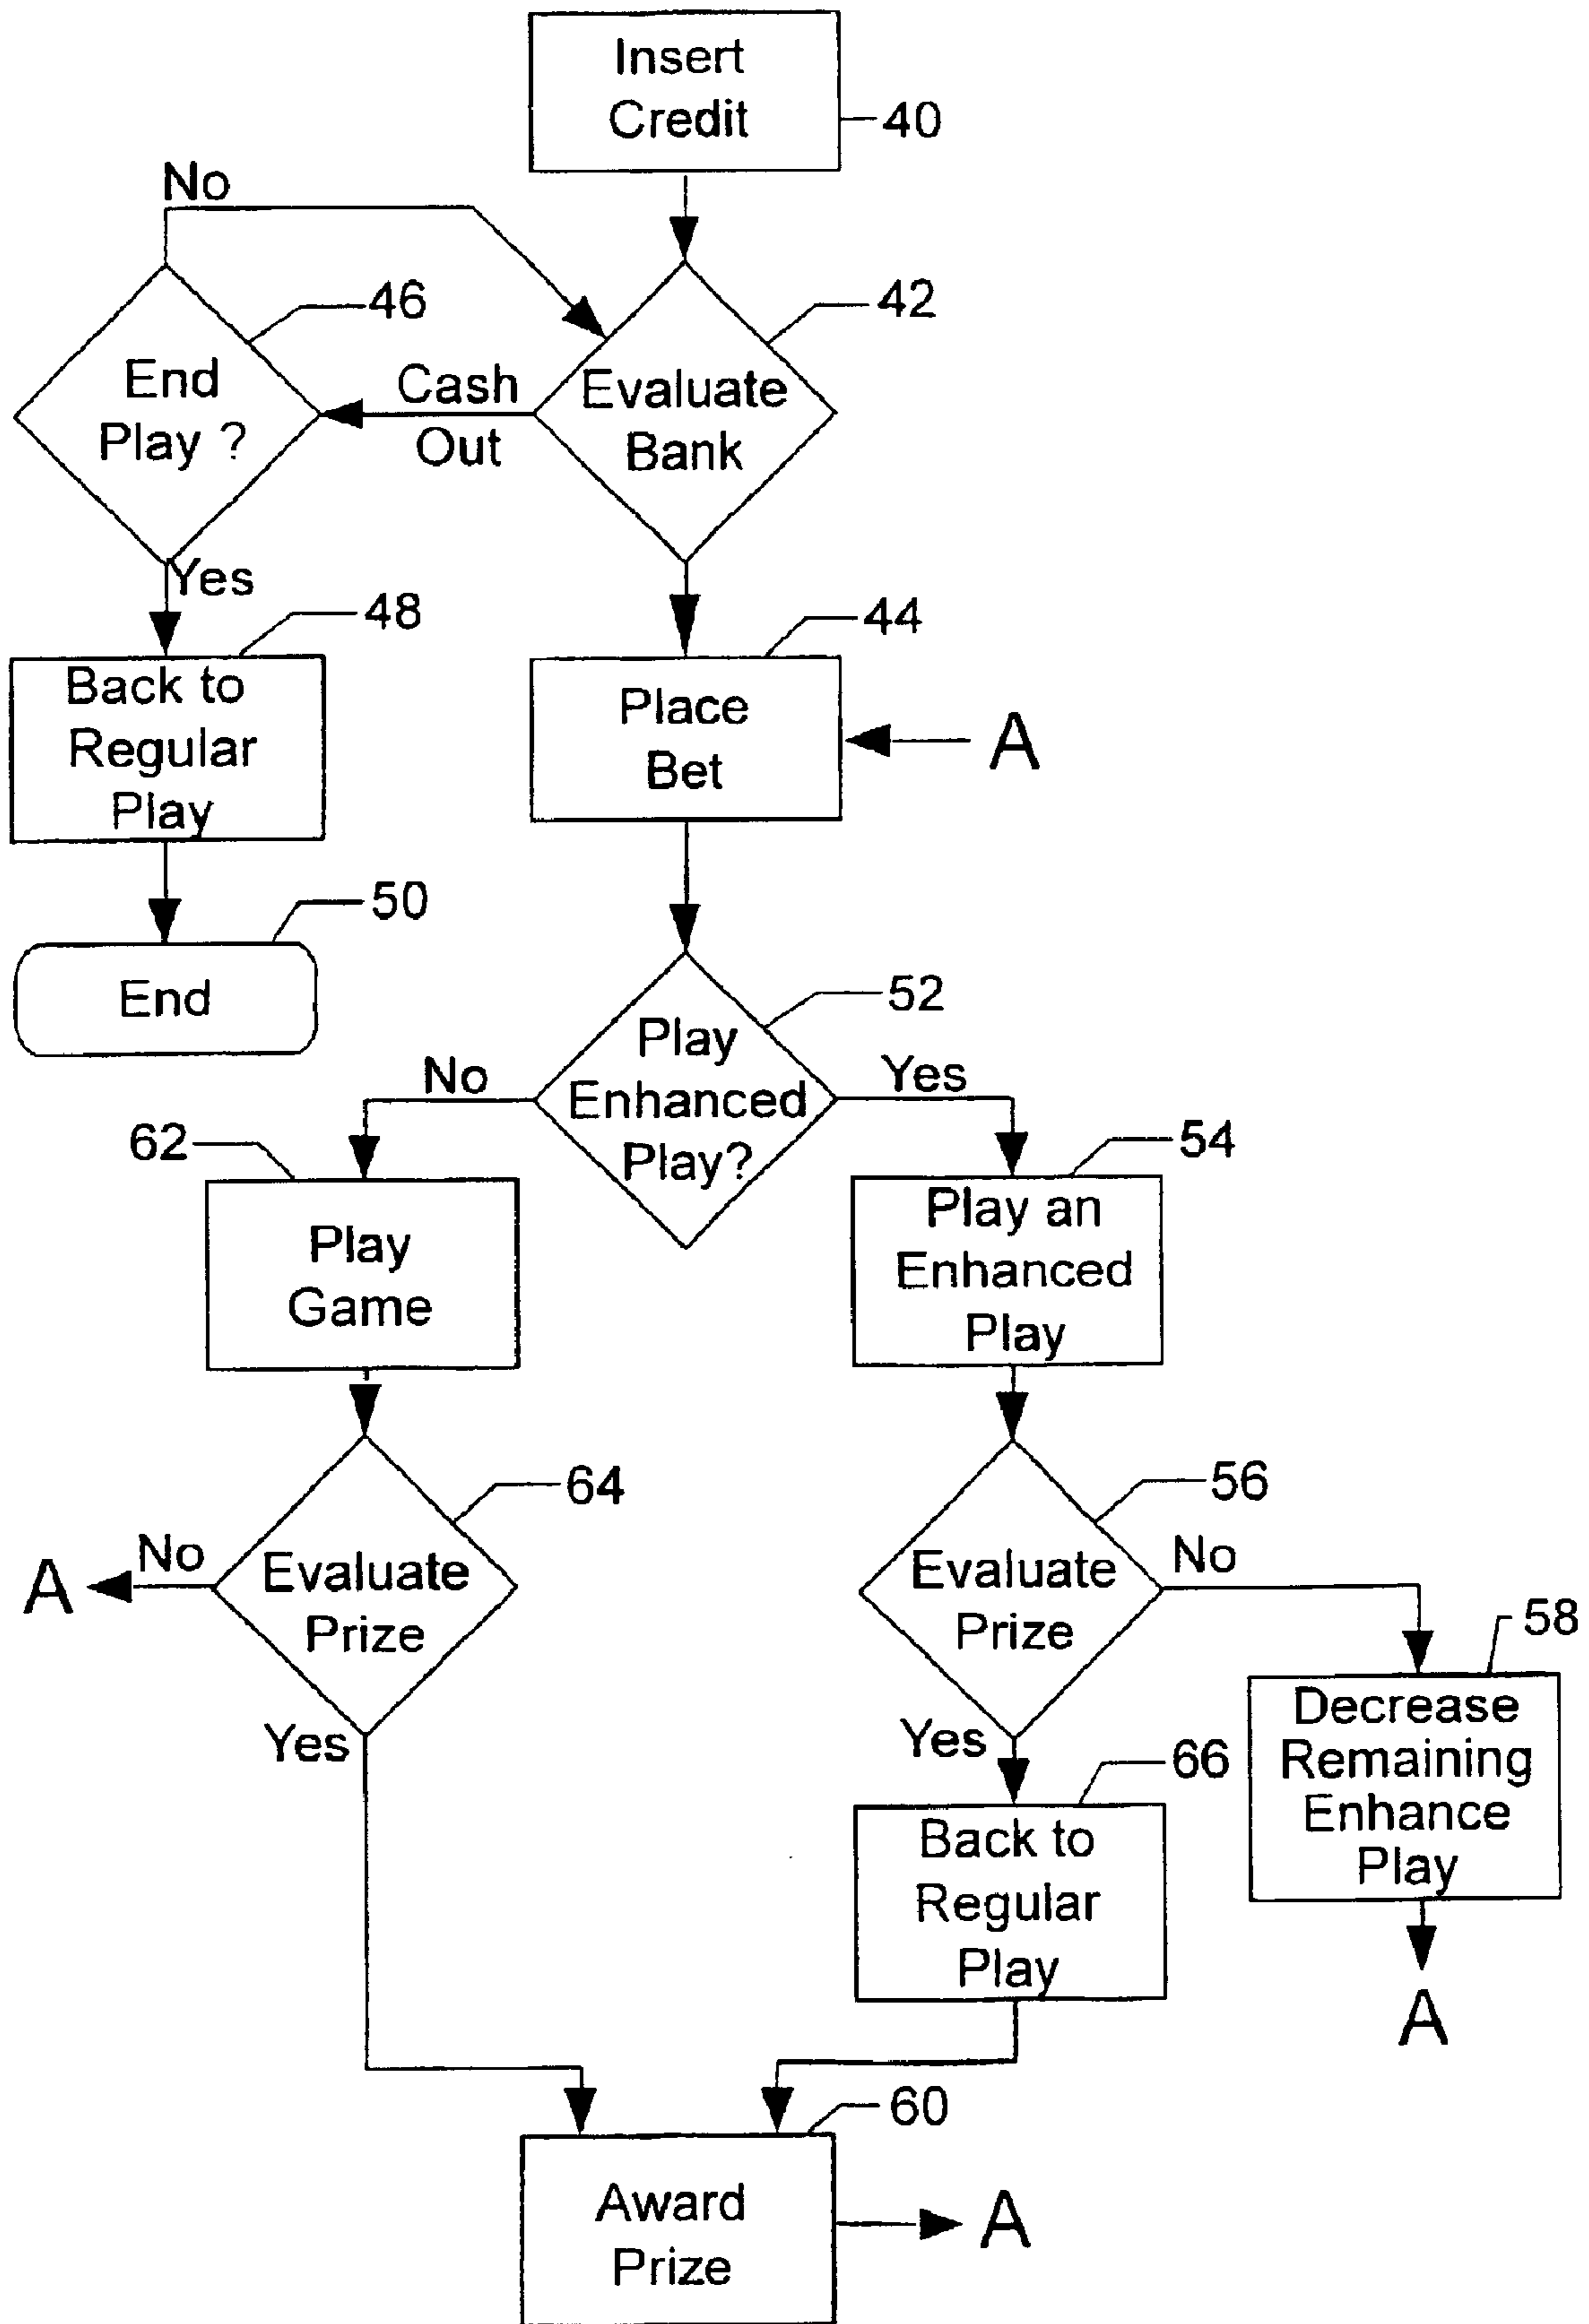 Insert
Credit
40
No
46
42
End
Play ?
Cash
Out
Evaluate
Bank
Yes
48
44
Back to
Regular
Play
Place
Bet
A
50
End
52
Play
Enhanced
Play?
No
Yes
62
54
Play
Game
Play an
Enhanced
Play
64
56
A
No
Evaluate
Prize
Evaluate
Prize
No
58
Yes
Yes
66
Decrease
Remaining
Enhance
Play
Back to
Regular
Play
A
60
Award
Prize
A